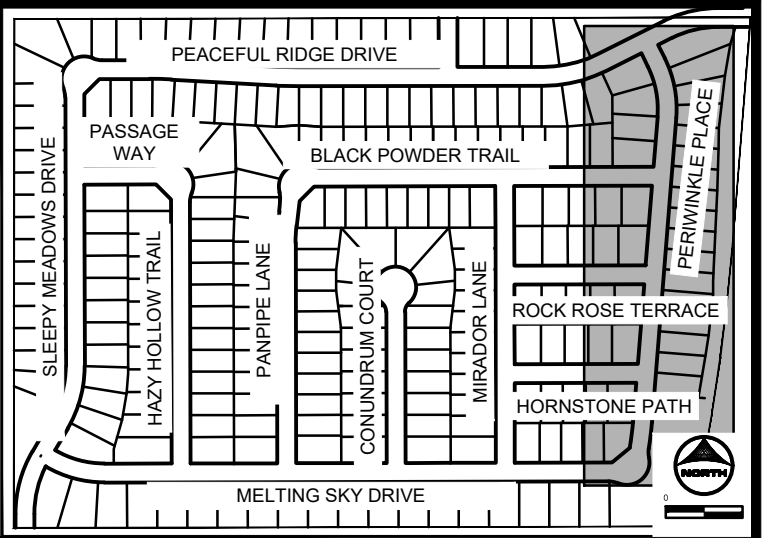 PEACEFUL RIDGE DRIVE
PASSAGE
WAY
BLACK POWDER TRAIL
PERIWINKLE PLACE
SLEEPY MEADOWS DRIVE
HAZY HOLLOW TRAIL
PANPIPE LANE
CONUNDRUM COURT
MIRADOR LANE
ROCK ROSE TERRACE
HORNSTONE PATH
MELTING SKY DRIVE
NORTH
0